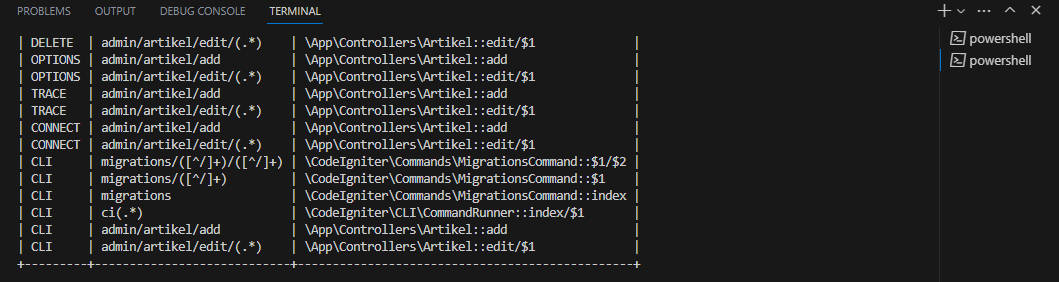 PROBLEMS OUTPUT DEBUG CONSOLE TERMINAL
| DELETE | admin/artikel/edit/(.*) | \App\Controllers\Artikel::edit/$1 |
| OPTIONS | admin/artikel/add | \App\Controllers\Artikel::add |
| OPTIONS | admin/artikel/edit/(.*) | \App\Controllers\Artikel::edit/$1 |
| TRACE | admin/artikel/add | \App\Controllers\Artikel::add |
| TRACE | admin/artikel/edit/(.*) | \App\Controllers\Artikel::edit/$1 |
| CONNECT | admin/artikel/add | \App\Controllers\Artikel::add |
| CONNECT | admin/artikel/edit/(.*) | \App\Controllers\Artikel::edit/$1 |
| CLI | migrations/([^/]+)/([^/]+) | \CodeIgniter\Commands\MigrationsCommand::$1/$2 |
| CLI | migrations/([^/]+) | \CodeIgniter\Commands\MigrationsCommand::$1 |
| CLI | migrations | \CodeIgniter\Commands\MigrationsCommand::index |
| CLI | ci(.*) | \CodeIgniter\CLI\CommandRunner::index/$1 |
| CLI | admin/artikel/add | \App\Controllers\Artikel::add |
| CLI | admin/artikel/edit/(.*) | \App\Controllers\Artikel::edit/$1 |
+---------+----------------------------+------------------------------------------------+
powershell
powershell